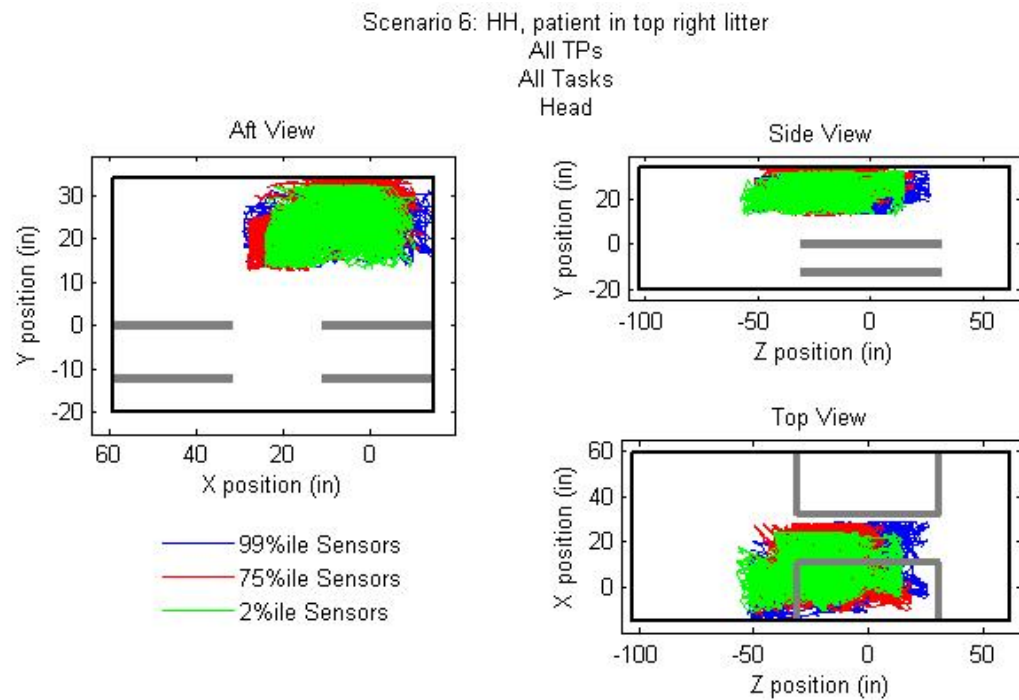 Scenario 6: HH, patient in top right litter
All TPs
All Tasks
Head
Aft View
30
20
10
0
-10
-20
Y position (in)
60
40
20
0
X position (in)
Side View
20
0
-20
Y position (in)
-100
-50
0
50
Z position (in)
Top View
60
40
20
0
X position (in)
-100
-50
0
50
Z position (in)
99%ile Sensors
75%ile Sensors
2%ile Sensors